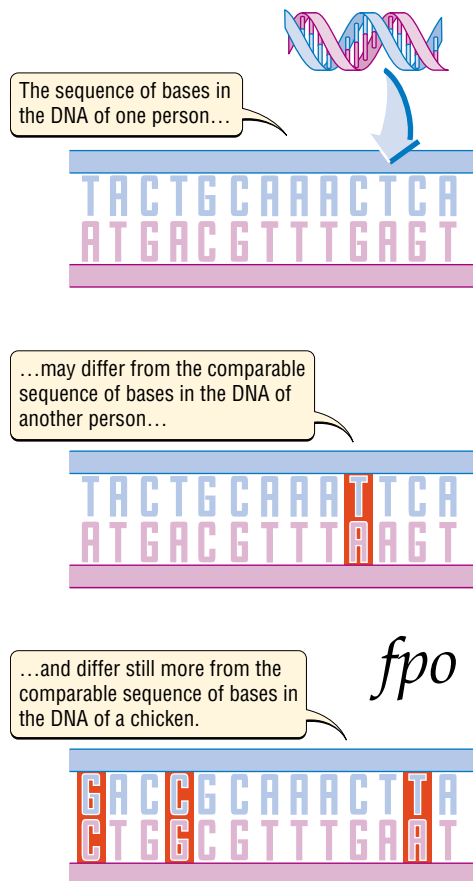 The sequence of bases in
the DNA of one person…
TACTGCAAACTCA
ATGACGTTTGAGT
…may differ from the comparable
sequence of bases in the DNA of
another person…
TACTGCAAATTCA
ATGACGTTTAAGT
fpo
…and differ still more from the
comparable sequence of bases in
the DNA of a chicken.
GACCGCAAACTTA
CTGGCGTTTGAAT